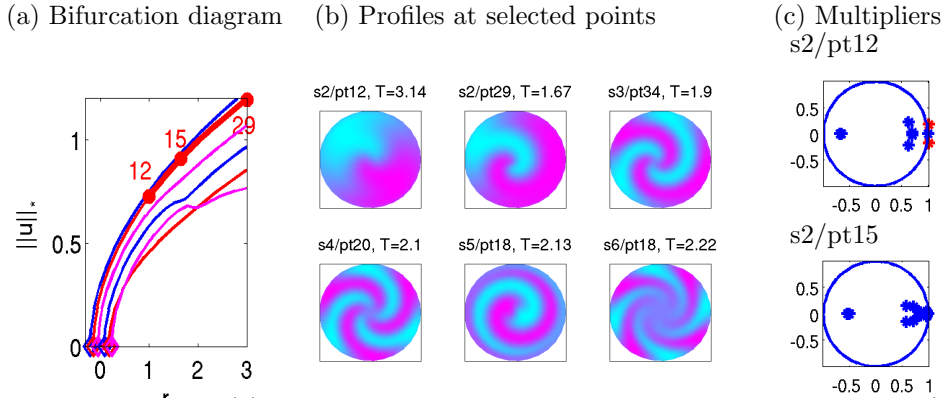 (a) Bifurcation diagram
(b) Profiles at selected points
(c) Multipliers
s2/pt12
s2/pt12, T=3.14
s2/pt29, T=1.67
s3/pt34, T=1.9
s4/pt20, T=2.1
s5/pt18, T=2.13
s6/pt18, T=2.22
||u||*
1
0.5
0
0 1 2 3
r
12
15
29
0.5
0
-0.5
-0.5 0 0.5 1
s2/pt15
0.5
0
-0.5
-0.5 0 0.5 1